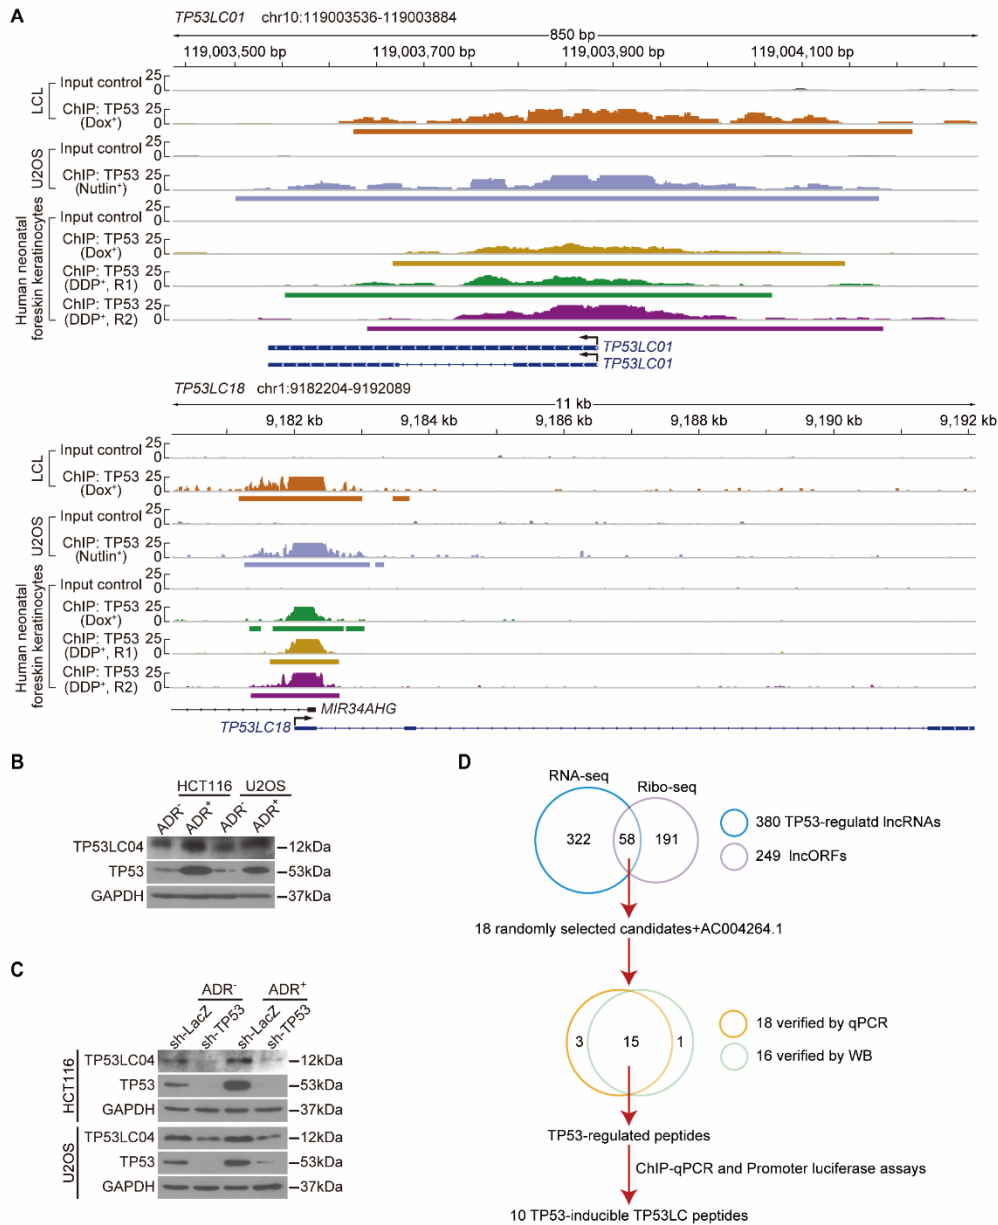 A
TP53LC01 chr10:119003536-119003884
850 bp
119,003,500 bp 119,003,700 bp 119,003,900 bp 119,004,100 bp
LCL
Input control 25 0
ChIP: TP53 25
(Dox⁺) 0
U2OS
Input control 25 0
ChIP: TP53 25
(Nutlin⁺) 0
Human neonatal
foreskin keratinocytes
Input control 25 0
ChIP: TP53 25
(Dox⁺) 0
ChIP: TP53 25
(DDP⁺, R1) 0
ChIP: TP53 25
(DDP⁺, R2) 0
TP53LC01
TP53LC01
TP53LC18 chr1:9182204-9192089
11 kb
9,182 kb 9,184 kb 9,186 kb 9,188 kb 9,190 kb 9,192 kb
LCL
Input control 25 0
ChIP: TP53 25
(Dox⁺) 0
U2OS
Input control 25 0
ChIP: TP53 25
(Nutlin⁺) 0
Human neonatal
foreskin keratinocytes
Input control 25 0
ChIP: TP53 25
(Dox⁺) 0
ChIP: TP53 25
(DDP⁺, R1) 0
ChIP: TP53 25
(DDP⁺, R2) 0
MIR34AHG
TP53LC18
B
HCT116 U2OS
ADR⁻ ADR⁺ ADR⁻ ADR⁺
TP53LC04 12kDa
TP53 53kDa
GAPDH 37kDa
C
ADR⁻ ADR⁺
sh-LacZ sh-TP53 sh-LacZ sh-TP53
HCT116
TP53LC04 12kDa
TP53 53kDa
GAPDH 37kDa
U2OS
TP53LC04 12kDa
TP53 53kDa
GAPDH 37kDa
D
RNA-seq Ribo-seq
322 58 191
380 TP53-regulatd lncRNAs
249 lncORFs
18 randomly selected candidates+AC004264.1
3 15 1
18 verified by qPCR
16 verified by WB
TP53-regulated peptides
ChIP-qPCR and Promoter luciferase assays
10 TP53-inducible TP53LC peptides